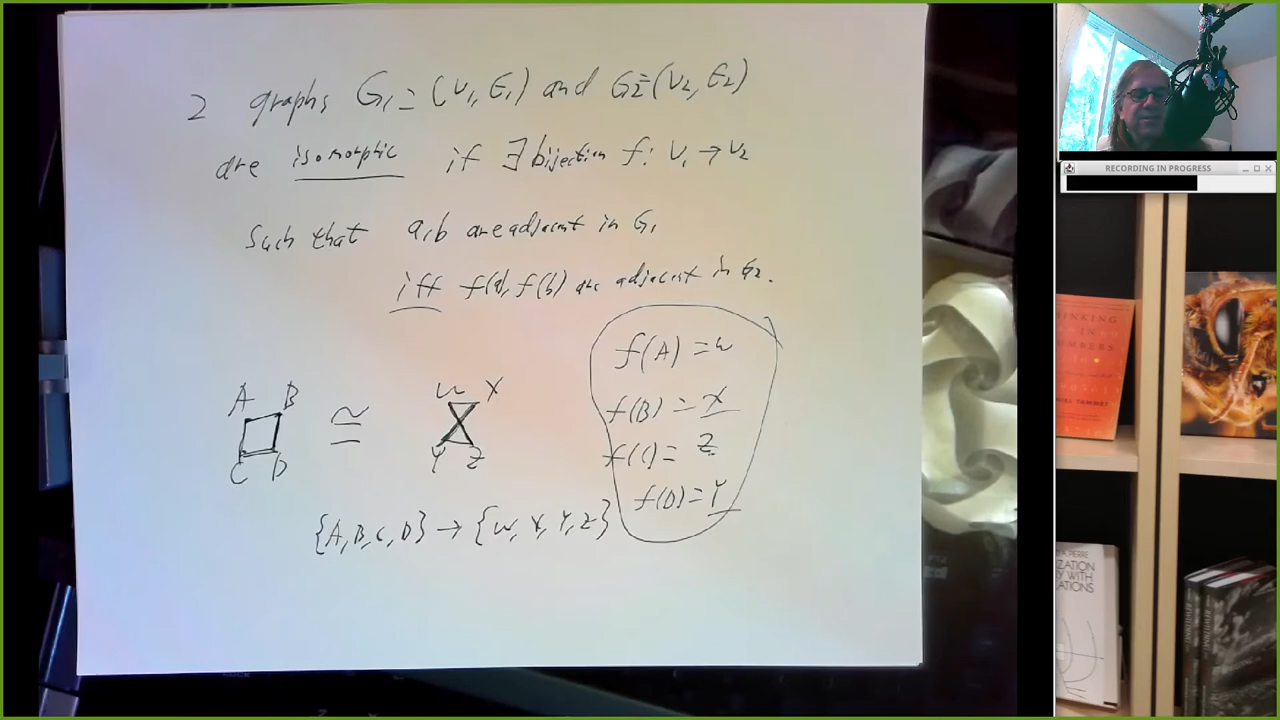 2 graphs G1 = (V1, E1) and G2 = (V2, E2)
are isomorphic if ∃ bijection f: V1 → V2
Such that a,b are adjacent in G1
iff f(a), f(b) are adjacent in G2.
f(A) = W
f(B) = X
f(C) = Z
f(D) = Y
A B ≅ W X
C D Y Z
{A, B, C, D} → {W, X, Y, Z}
RECORDING IN PROGRESS